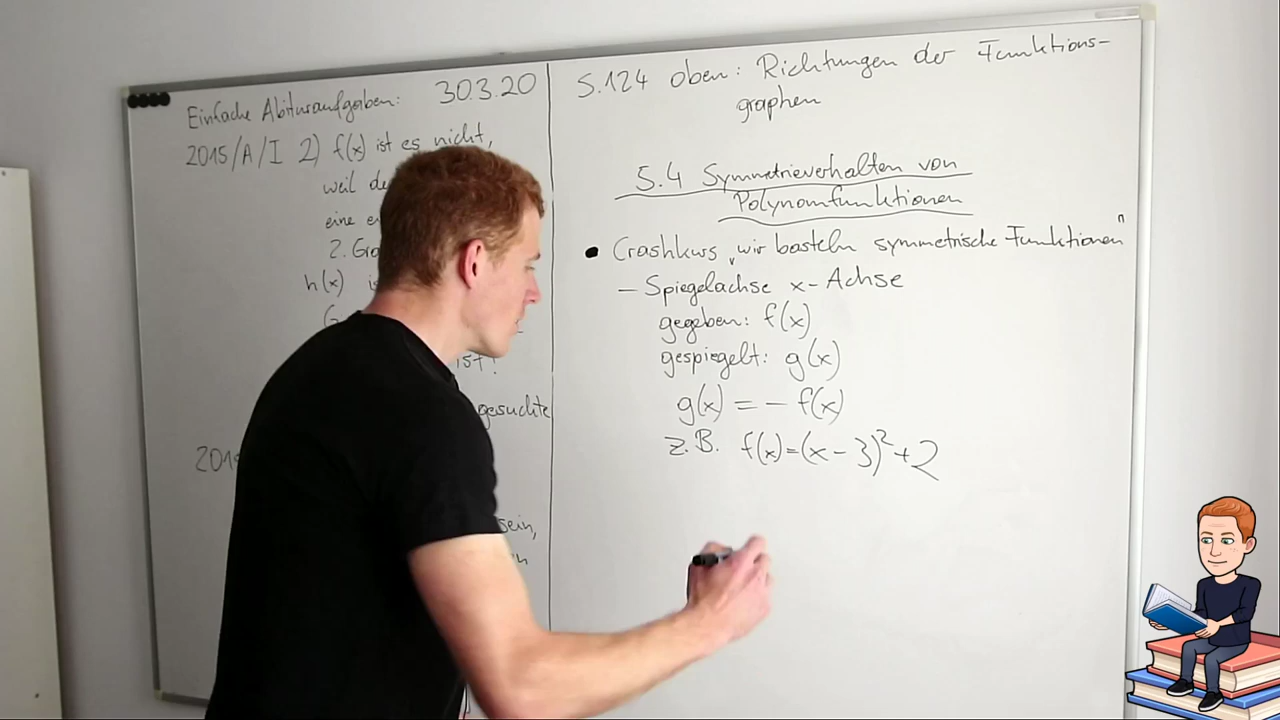 Einfache Abituraufgaben: 30.3.20
2015/A/I 2) f(x) ist es nicht,
weil
eine
2.
h(x)
ist!
gesuchte
sein,
S.124 oben: Richtungen der Funktions-
graphen
5.4 Symmetrieverhalten von
Polynomfunktionen
• Crashkurs „wir basteln symmetrische Funktionen"
– Spiegelachse x-Achse
gegeben: f(x)
gespiegelt: g(x)
g(x) = - f(x)
z.B. f(x)=(x-3)²+2